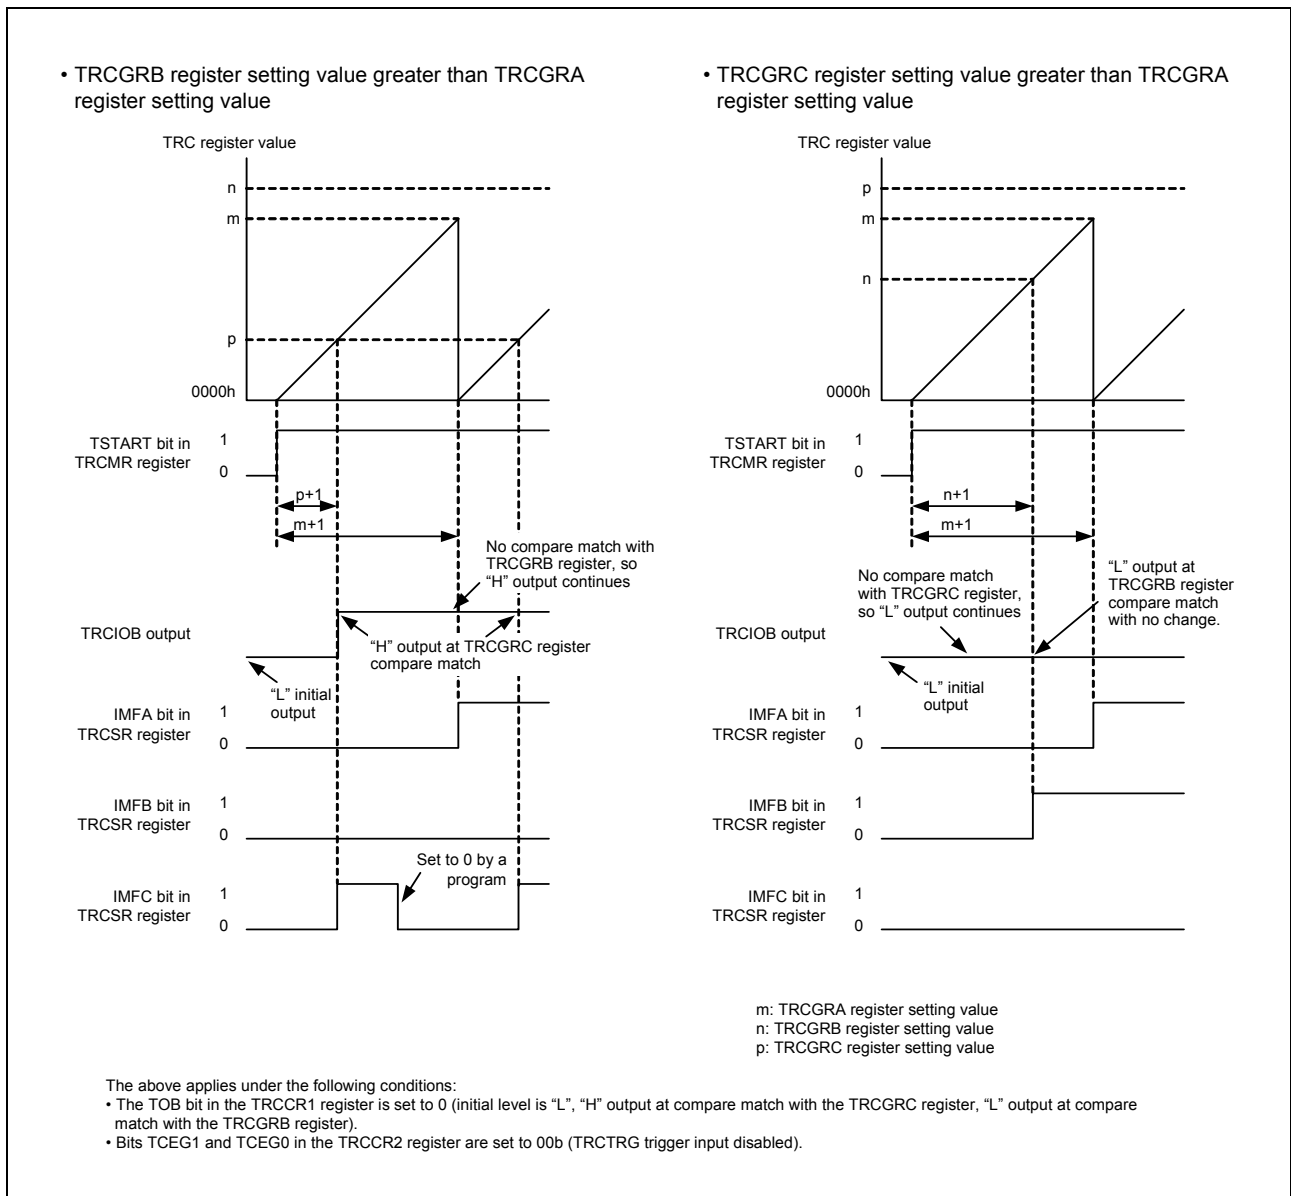 • TRCGRB register setting value greater than TRCGRA
register setting value
TRC register value
n
m
p
0000h
TSTART bit in
TRCMR register
1
0
p+1
m+1
No compare match with
TRCGRB register, so
“H” output continues
TRCIOB output
“H” output at TRCGRC register
compare match
“L” initial
output
IMFA bit in
TRCSR register
1
0
IMFB bit in
TRCSR register
1
0
Set to 0 by a
program
IMFC bit in
TRCSR register
1
0
• TRCGRC register setting value greater than TRCGRA
register setting value
TRC register value
p
m
n
0000h
TSTART bit in
TRCMR register
1
0
n+1
m+1
No compare match
with TRCGRC register,
so “L” output continues
“L” output at
TRCGRB register
compare match
with no change.
TRCIOB output
“L” initial
output
IMFA bit in
TRCSR register
1
0
IMFB bit in
TRCSR register
1
0
IMFC bit in
TRCSR register
1
0
m: TRCGRA register setting value
n: TRCGRB register setting value
p: TRCGRC register setting value
The above applies under the following conditions:
• The TOB bit in the TRCCR1 register is set to 0 (initial level is “L”, “H” output at compare match with the TRCGRC register, “L” output at compare
match with the TRCGRB register).
• Bits TCEG1 and TCEG0 in the TRCCR2 register are set to 00b (TRCTRG trigger input disabled).